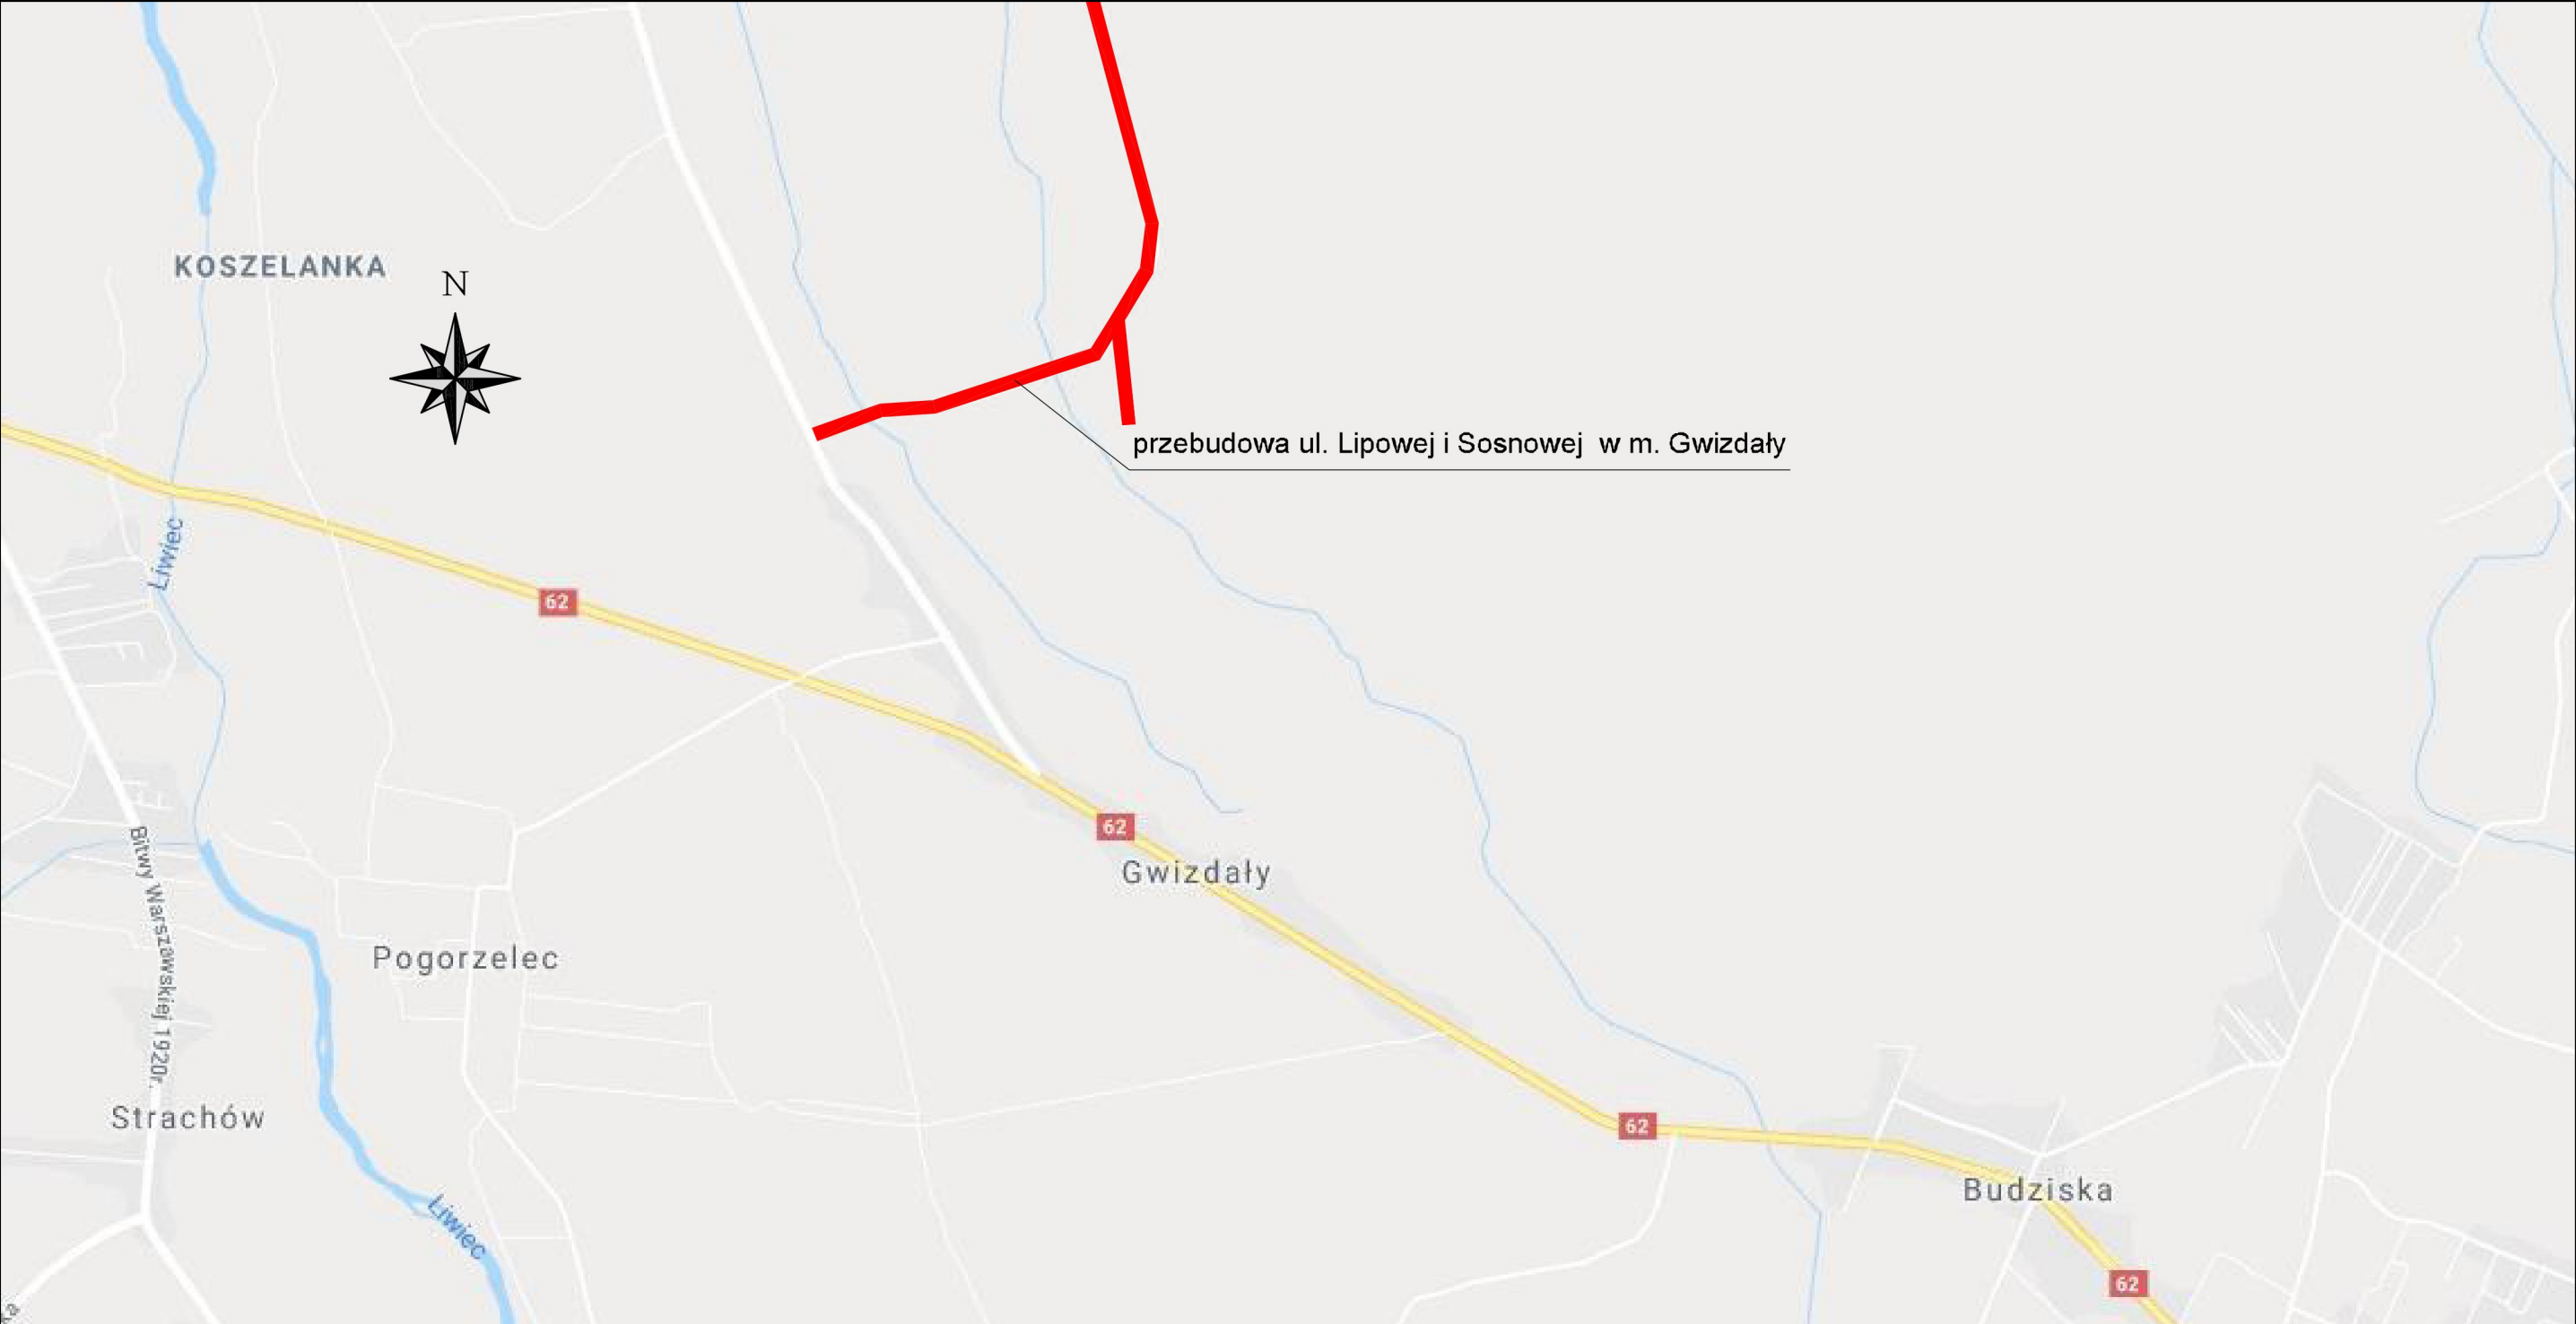 KOSZELANKA
N
przebudowa ul. Lipowej i Sosnowej w m. Gwizdały
Liwiec
62
62
Gwizdały
Bitwy Warszawskiej 1920r.
Pogorzelec
Strachów
62
Budziska
Liwiec
62